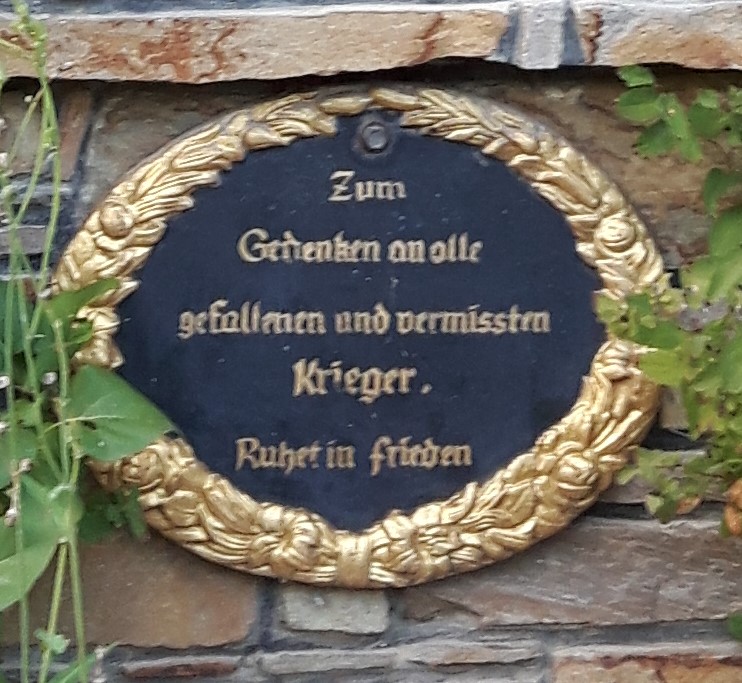 Zum
Gedenken an alle
gefallenen und vermissten
Krieger.
Ruhet in frieden